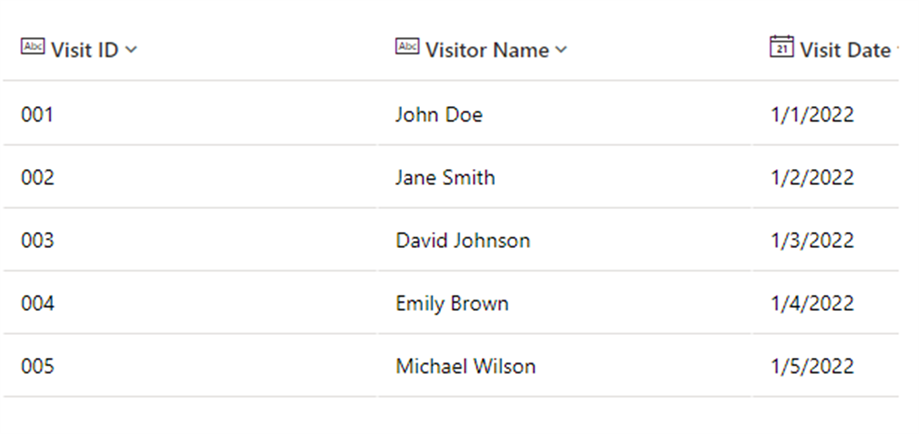 Abc Visit ID Abc Visitor Name 21 Visit Date
001 John Doe 1/1/2022
002 Jane Smith 1/2/2022
003 David Johnson 1/3/2022
004 Emily Brown 1/4/2022
005 Michael Wilson 1/5/2022